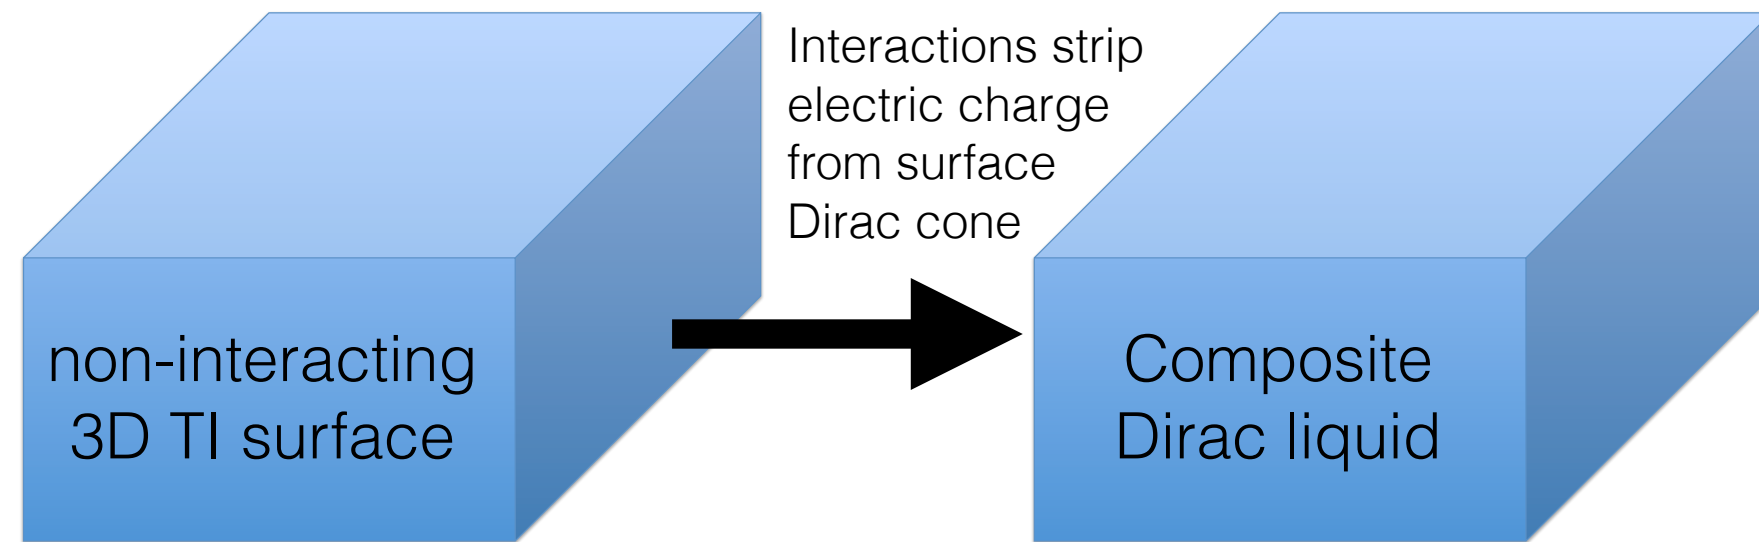 non-interacting
3D TI surface
Interactions strip
electric charge
from surface
Dirac cone
Composite
Dirac liquid